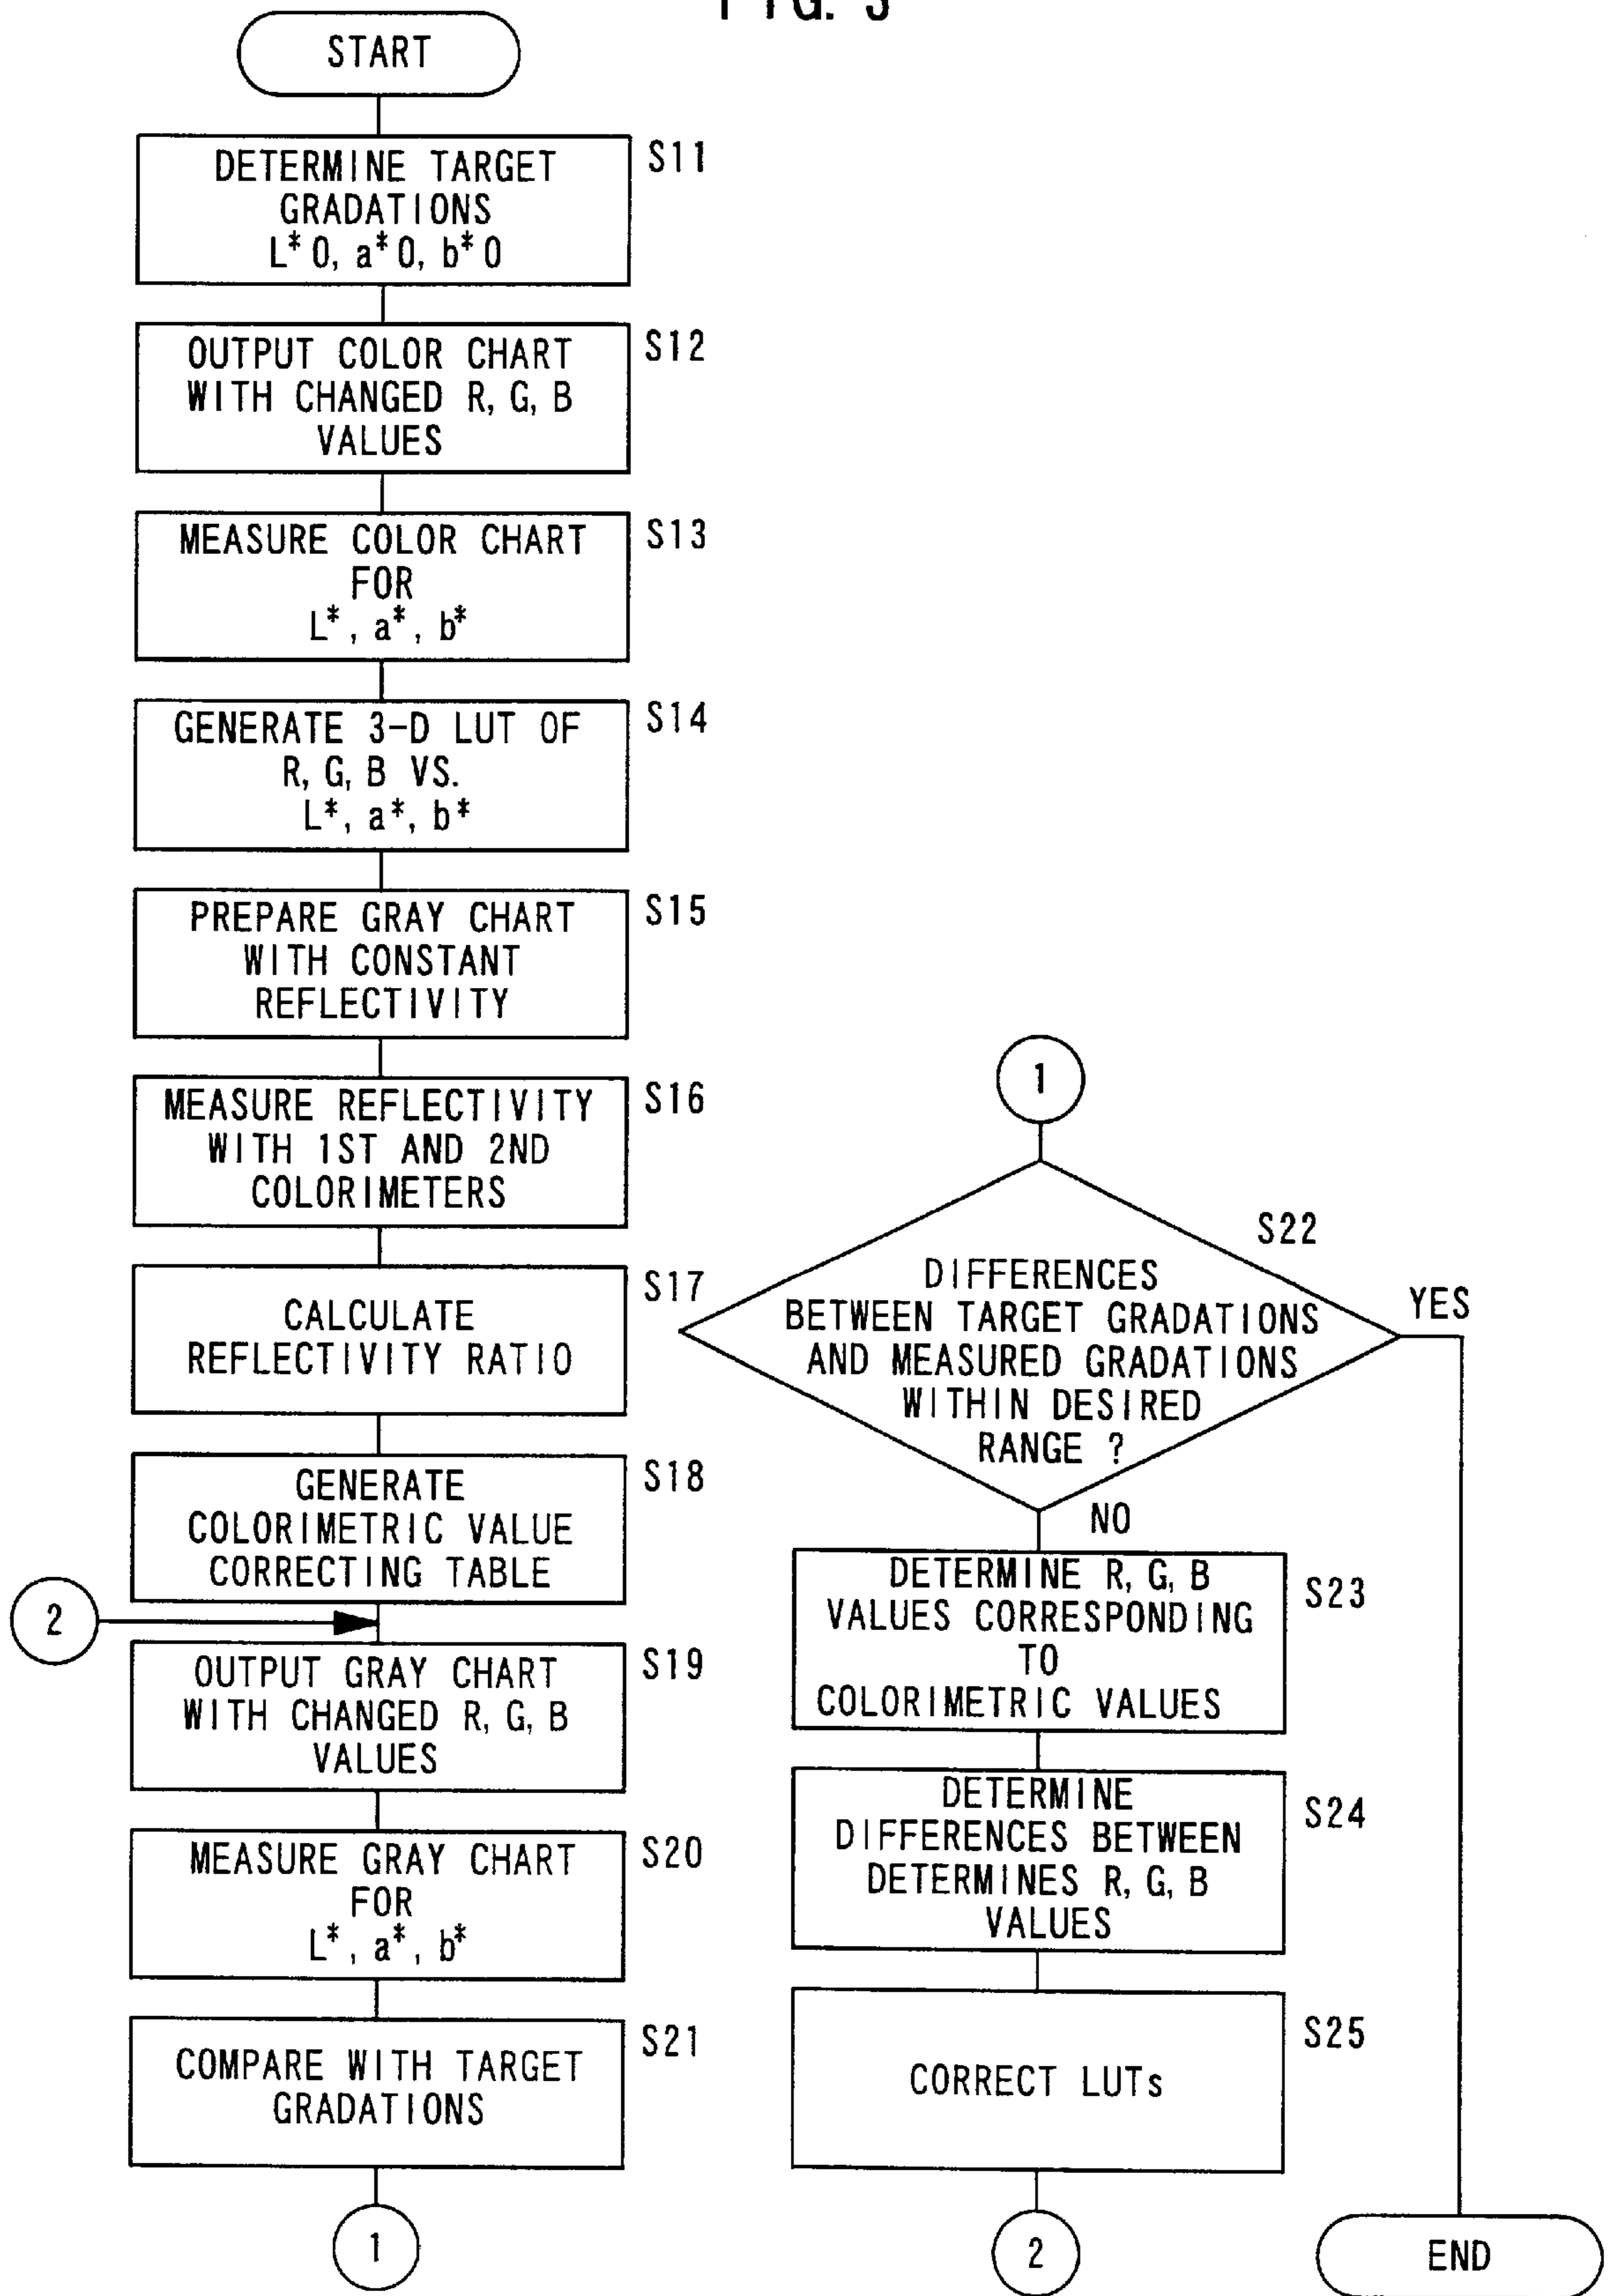 FIG. 3
START
DETERMINE TARGET
GRADATIONS
L*0, a*0, b*0
S11
OUTPUT COLOR CHART
WITH CHANGED R, G, B
VALUES
S12
MEASURE COLOR CHART
FOR
L*, a*, b*
S13
GENERATE 3-D LUT OF
R, G, B VS.
L*, a*, b*
S14
PREPARE GRAY CHART
WITH CONSTANT
REFLECTIVITY
S15
MEASURE REFLECTIVITY
WITH 1ST AND 2ND
COLORIMETERS
S16
CALCULATE
REFLECTIVITY RATIO
S17
GENERATE
COLORIMETRIC VALUE
CORRECTING TABLE
S18
2
OUTPUT GRAY CHART
WITH CHANGED R, G, B
VALUES
S19
MEASURE GRAY CHART
FOR
L*, a*, b*
S20
COMPARE WITH TARGET
GRADATIONS
S21
1
1
S22
DIFFERENCES
BETWEEN TARGET GRADATIONS
AND MEASURED GRADATIONS
WITHIN DESIRED
RANGE ?
YES
NO
DETERMINE R, G, B
VALUES CORRESPONDING
TO
COLORIMETRIC VALUES
S23
DETERMINE
DIFFERENCES BETWEEN
DETERMINES R, G, B
VALUES
S24
CORRECT LUTs
S25
2
END